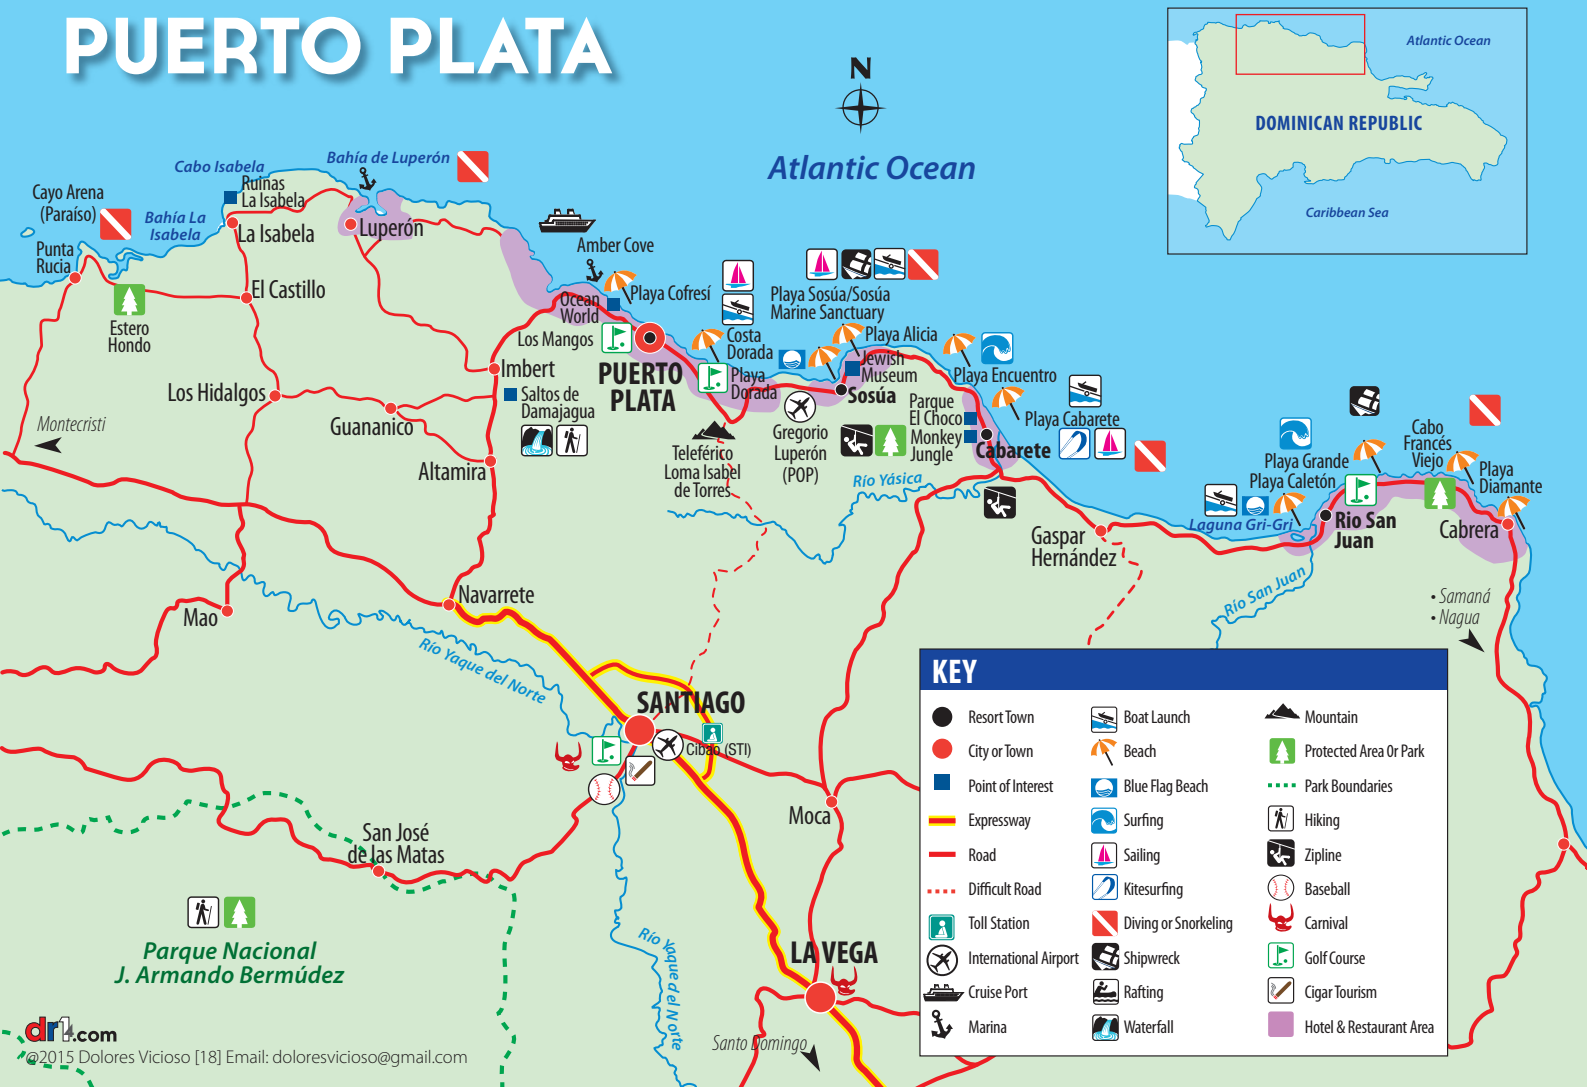 PUERTO PLATA
N
Atlantic Ocean
Atlantic Ocean
DOMINICAN REPUBLIC
Caribbean Sea
Cabo Isabela
Bahía de Luperón
Ruinas
La Isabela
Cayo Arena
(Paraíso)
Bahía La
Isabela
La Isabela
Luperón
Punta
Rucia
El Castillo
Estero
Hondo
Amber Cove
Playa Cofresí
Ocean
World
Los Mangos
PUERTO
PLATA
Costa
Dorada
Playa
Dorada
Playa Sosúa/Sosúa
Marine Sanctuary
Playa Alicia
Jewish
Museum
Sosúa
Playa Encuentro
Parque
El Choco
Monkey
Jungle
Playa Cabarete
Cabarete
Imbert
Saltos de
Damajagua
Los Hidalgos
Guananico
Altamira
Montecristi
Teleférico
Loma Isabel
de Torres
Gregorio
Luperón
(POP)
Río Yásica
Gaspar
Hernández
Playa Grande
Playa Caletón
Laguna Gri-Gri
Cabo
Francés
Viejo
Playa
Diamante
Rio San
Juan
Cabrera
Río San Juan
• Samaná
• Nagua
Navarrete
Mao
Río Yaque del Norte
SANTIAGO
Cibao (STI)
Moca
San José
de las Matas
Parque Nacional
J. Armando Bermúdez
Río Yaque del Norte
LA VEGA
Santo Domingo
KEY
Resort Town
City or Town
Point of Interest
Expressway
Road
Difficult Road
Toll Station
International Airport
Cruise Port
Marina
Boat Launch
Beach
Blue Flag Beach
Surfing
Sailing
Kitesurfing
Diving or Snorkeling
Shipwreck
Rafting
Waterfall
Mountain
Protected Area Or Park
Park Boundaries
Hiking
Zipline
Baseball
Carnival
Golf Course
Cigar Tourism
Hotel & Restaurant Area
dr1.com
@2015 Dolores Vicioso [18] Email: doloresvicioso@gmail.com